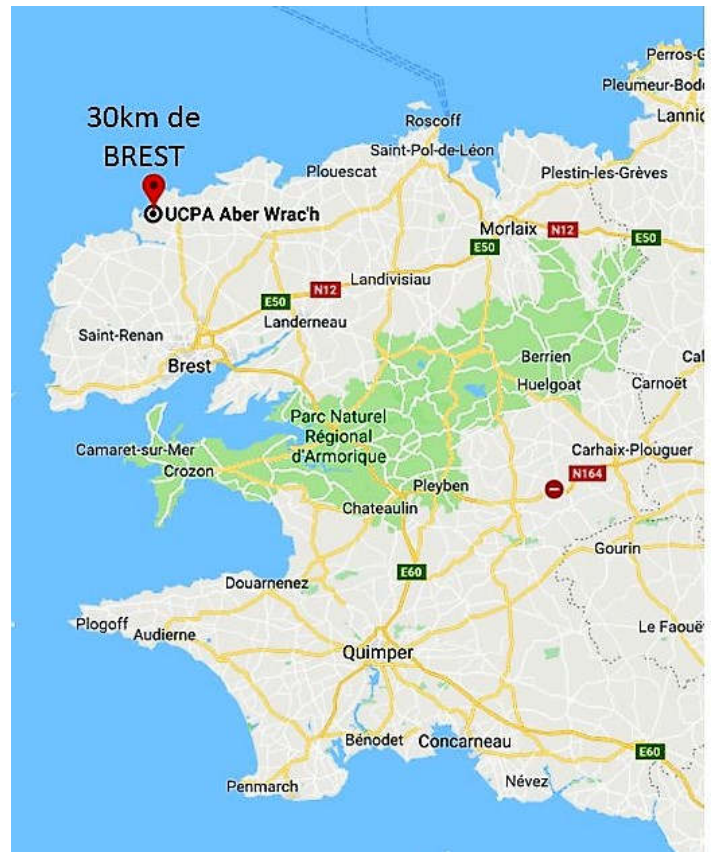 Perros-G
Pleumeur-Bod
Lannio
30km de
BREST
Roscoff
Saint-Pol-de-Léon
Plouescat
Plestin-les-Grèves
UCPA Aber Wrac'h
Morlaix
N12
E50
E50
Landivisiau
N12
E50
Landerneau
Saint-Renan
Brest
Berrien
Cal
Huelgoat
Carnoët
Parc Naturel
Régional
d'Armorique
Camaret-sur-Mer
Crozon
Carhaix-Plouguer
N164
Pleyben
Chateaulin
Gourin
E60
Douarnenez
Plogoff
Audierne
Le Faouë
Quimper
Bénodet
Concarneau
E60
Névez
Penmarch